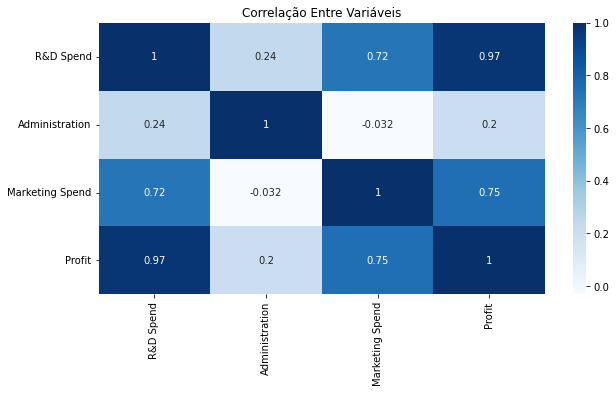 Correlação Entre Variáveis
R&D Spend 1 0.24 0.72 0.97
Administration 0.24 1 -0.032 0.2
Marketing Spend 0.72 -0.032 1 0.75
Profit 0.97 0.2 0.75 1
R&D Spend
Administration
Marketing Spend
Profit
1.0
0.8
0.6
0.4
0.2
0.0